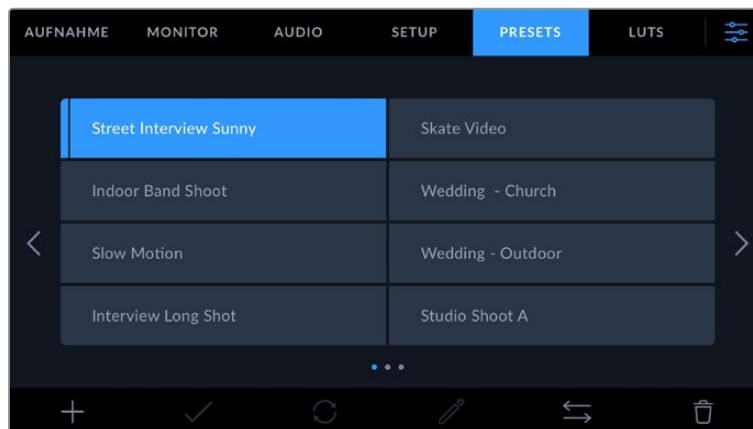 AUFNAHME MONITOR AUDIO SETUP PRESETS LUTS
Street Interview Sunny Skate Video
Indoor Band Shoot Wedding - Church
Slow Motion Wedding - Outdoor
Interview Long Shot Studio Shoot A